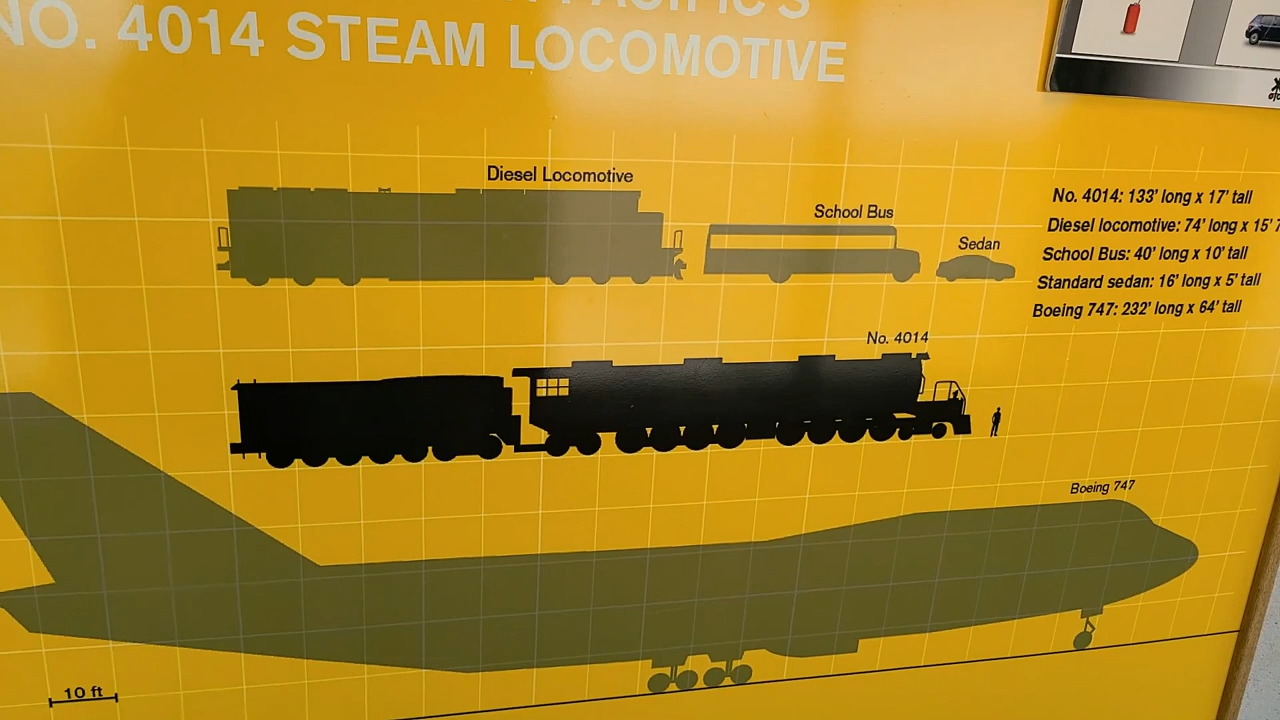 PACIFIC'S
NO. 4014 STEAM LOCOMOTIVE
Diesel Locomotive
School Bus
Sedan
No. 4014: 133' long x 17' tall
Diesel locomotive: 74' long x 15'
School Bus: 40' long x 10' tall
Standard sedan: 16' long x 5' tall
Boeing 747: 232' long x 64' tall
No. 4014
Boeing 747
10 ft